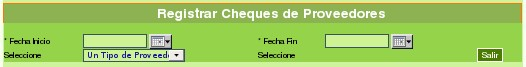 Registrar Cheques de Proveedores
* Fecha Inicio * Fecha Fin
Seleccione Un Tipo de Proveed Seleccione Salir